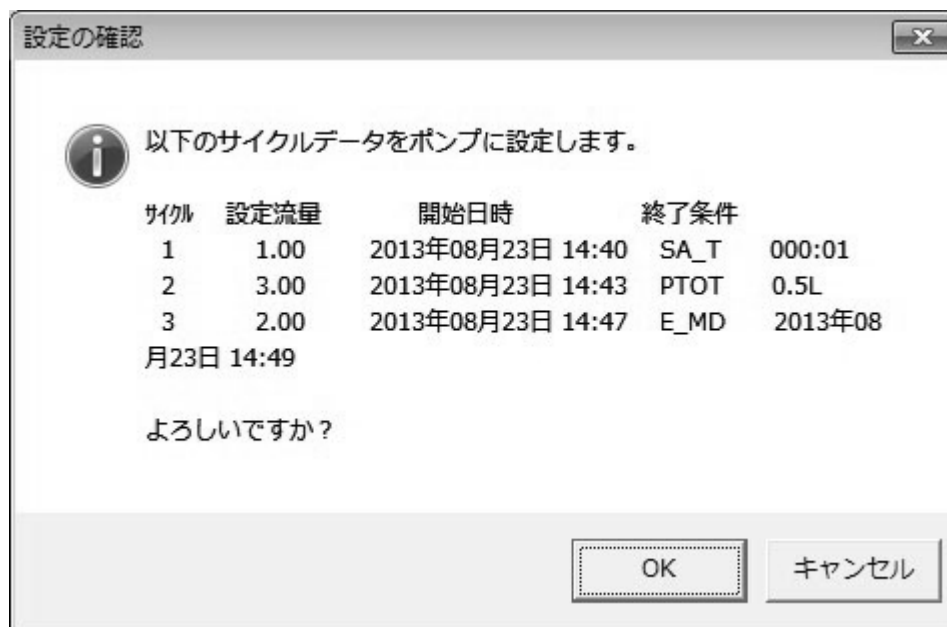 設定の確認
以下のサイクルデータをポンプに設定します。
ｻｲｸﾙ 設定流量 開始日時 終了条件
1 1.00 2013年08月23日 14:40 SA_T 000:01
2 3.00 2013年08月23日 14:43 PTOT 0.5L
3 2.00 2013年08月23日 14:47 E_MD 2013年08
月23日 14:49
よろしいですか？
OK キャンセル